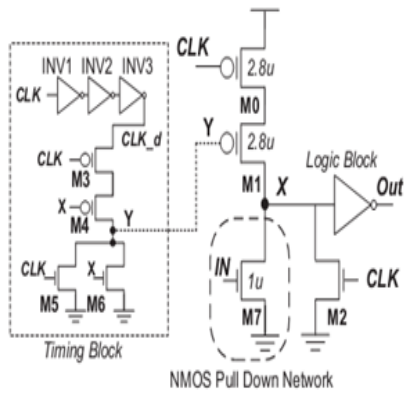 CLK
INV1 INV2 INV3
2.8u
CLK
M0
CLK_d
Y
2.8u
CLK
M3
Logic Block
M1
X
X
M4
Y
Out
CLK
X
IN
1u
CLK
M5
M6
M7
M2
Timing Block
NMOS Pull Down Network